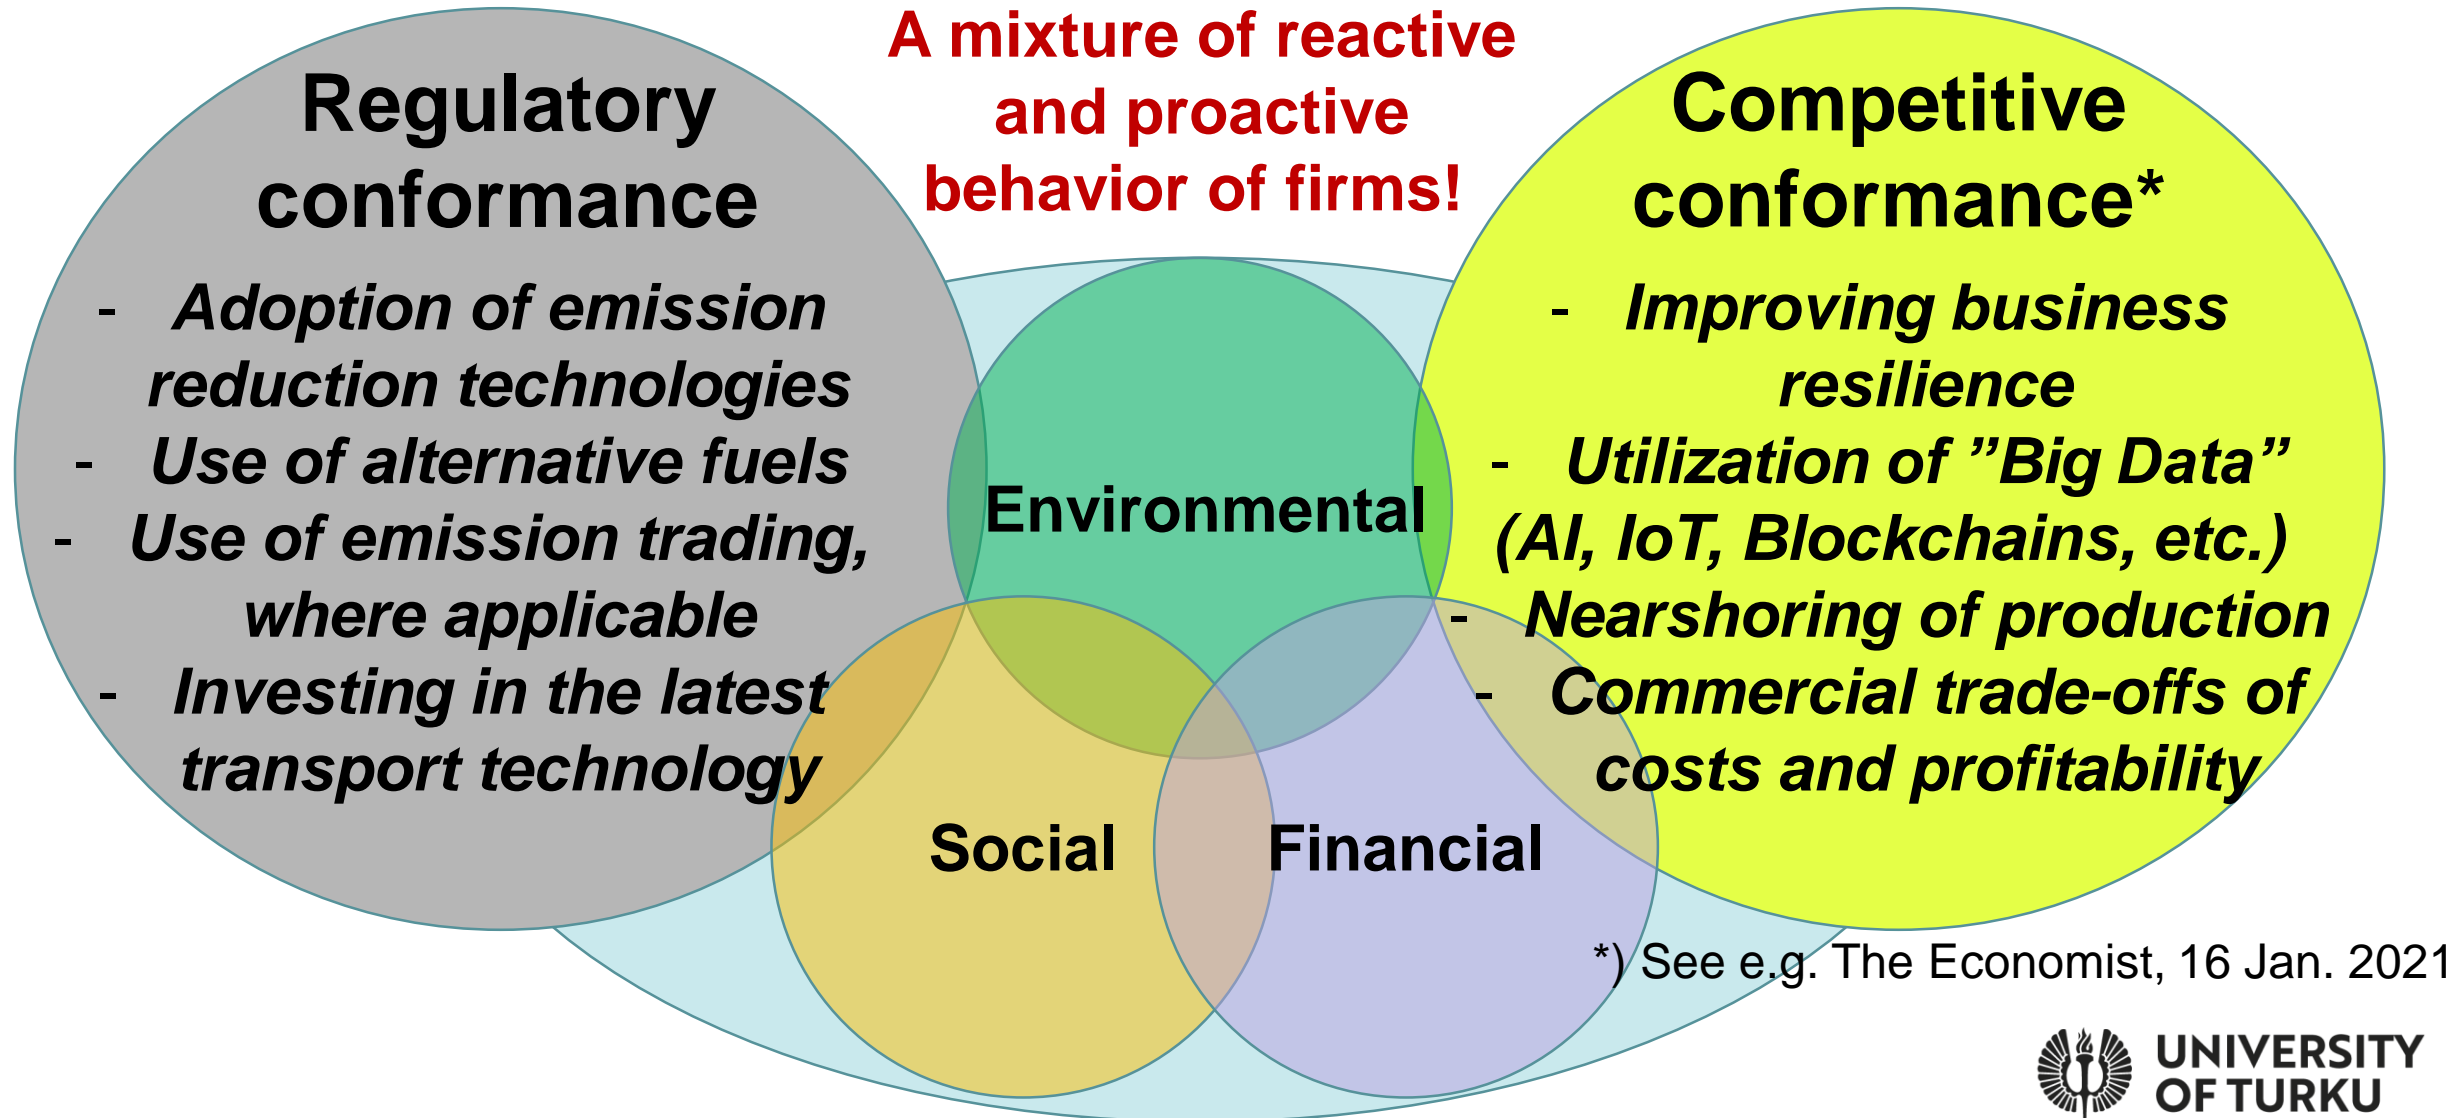 A mixture of reactive
and proactive
behavior of firms!
Regulatory
conformance
- Adoption of emission
reduction technologies
- Use of alternative fuels
- Use of emission trading,
where applicable
- Investing in the latest
transport technology
Environmental
Social
Financial
Competitive
conformance*
- Improving business
resilience
- Utilization of ”Big Data”
(AI, IoT, Blockchains, etc.)
- Nearshoring of production
- Commercial trade-offs of
costs and profitability
*) See e.g. The Economist, 16 Jan. 2021
UNIVERSITY
OF TURKU